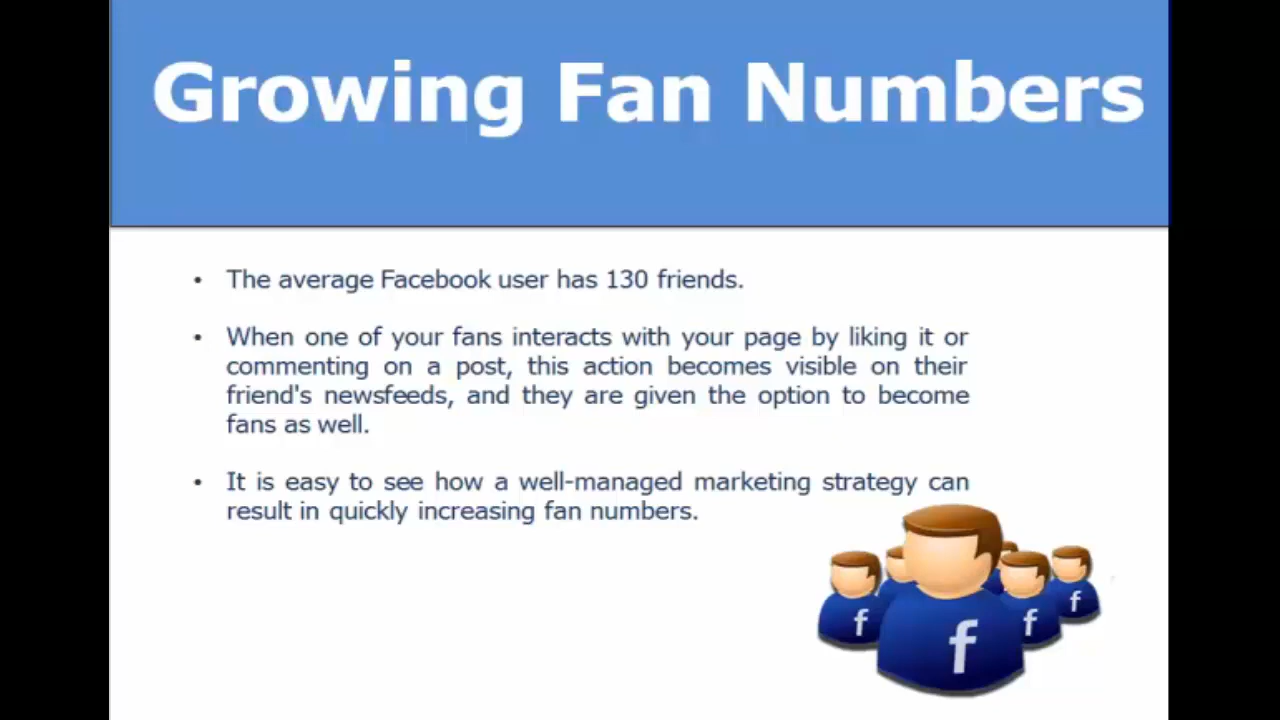 Growing Fan Numbers
• The average Facebook user has 130 friends.
• When one of your fans interacts with your page by liking it or
commenting on a post, this action becomes visible on their
friend's newsfeeds, and they are given the option to become
fans as well.
• It is easy to see how a well-managed marketing strategy can
result in quickly increasing fan numbers.
f
f
f
f